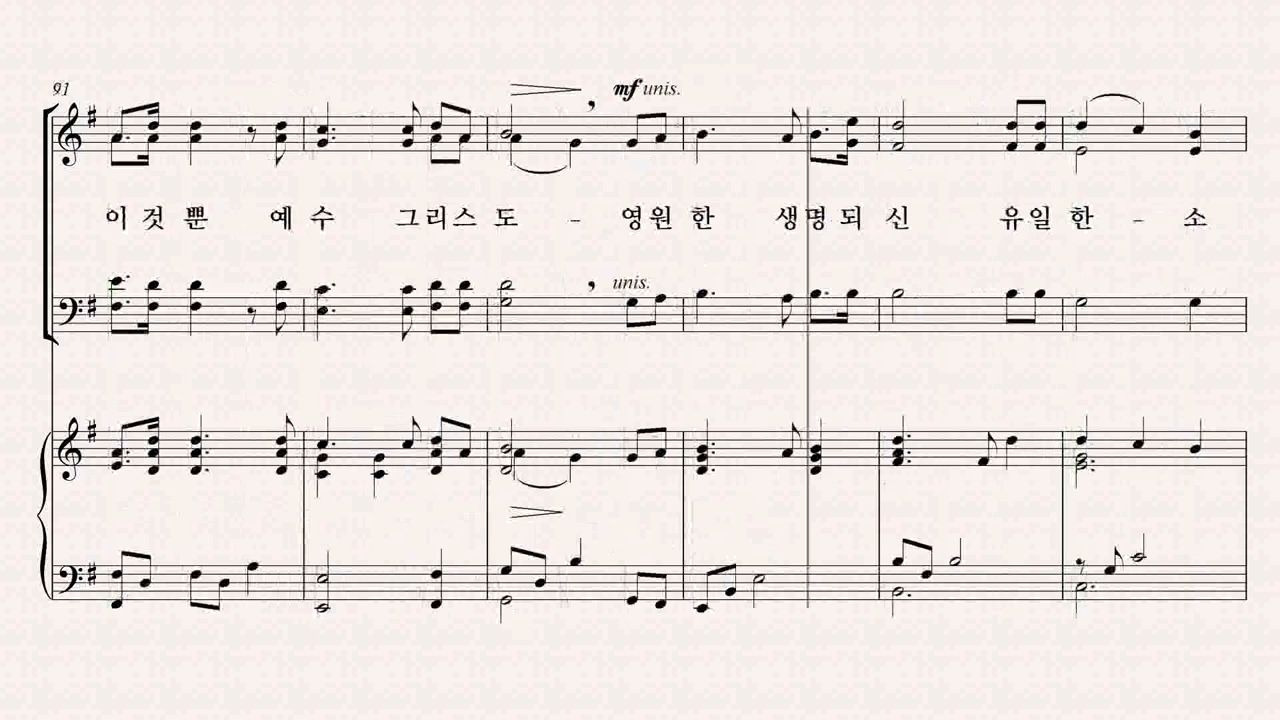 91
mf unis.
이것뿐 예수 그리스도 - 영원한 생명되신 유일한 - 소
unis.